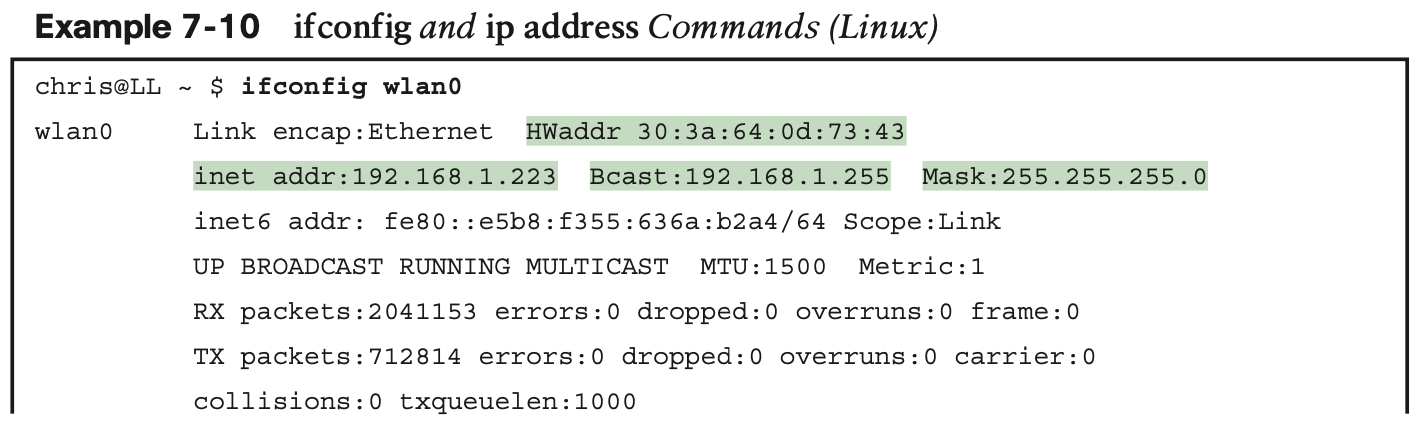 Example 7-10 ifconfig and ip address Commands (Linux)
chris@LL ~ $ ifconfig wlan0
wlan0 Link encap:Ethernet HWaddr 30:3a:64:0d:73:43
inet addr:192.168.1.223 Bcast:192.168.1.255 Mask:255.255.255.0
inet6 addr: fe80::e5b8:f355:636a:b2a4/64 Scope:Link
UP BROADCAST RUNNING MULTICAST MTU:1500 Metric:1
RX packets:2041153 errors:0 dropped:0 overruns:0 frame:0
TX packets:712814 errors:0 dropped:0 overruns:0 carrier:0
collisions:0 txqueuelen:1000